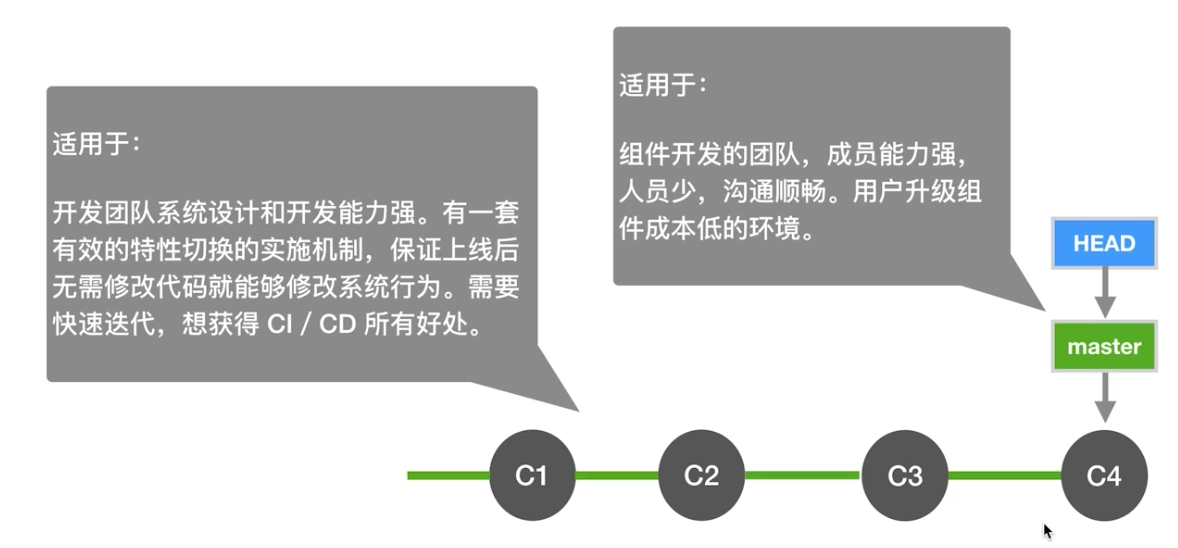 适用于：
开发团队系统设计和开发能力强。有一套
有效的特性切换的实施机制，保证上线后
无需修改代码就能够修改系统行为。需要
快速迭代，想获得 CI / CD 所有好处。
适用于：
组件开发的团队，成员能力强，
人员少，沟通顺畅。用户升级组
件成本低的环境。
HEAD
master
C1
C2
C3
C4